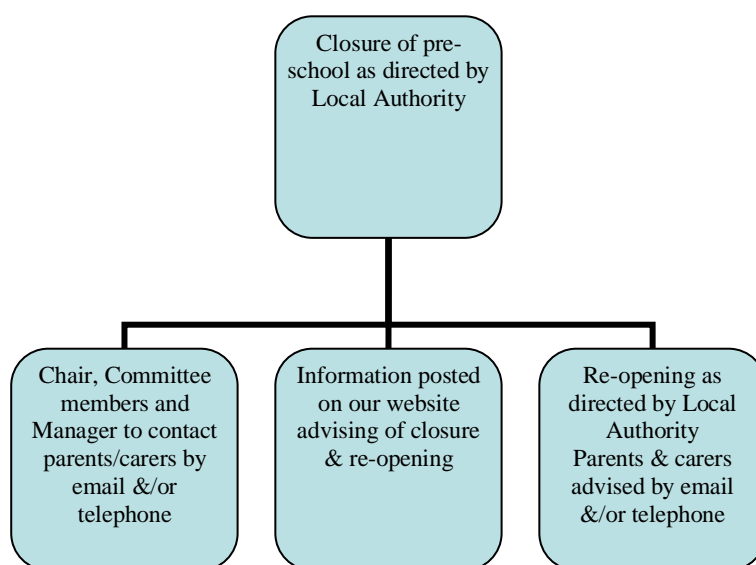 Closure of pre-
school as directed by
Local Authority
Chair, Committee
members and
Manager to contact
parents/carers by
email &/or
telephone
Information posted
on our website
advising of closure
& re-opening
Re-opening as
directed by Local
Authority
Parents & carers
advised by email
&/or telephone